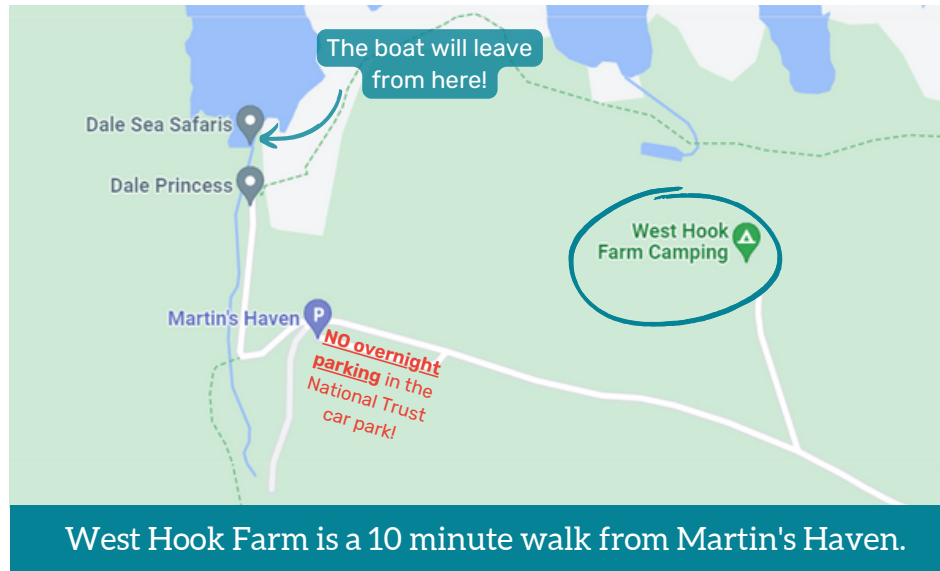 The boat will leave
from here!
Dale Sea Safaris
Dale Princess
West Hook
Farm Camping
Martin's Haven
P
NO overnight
parking in the
National Trust
car park!
West Hook Farm is a 10 minute walk from Martin's Haven.